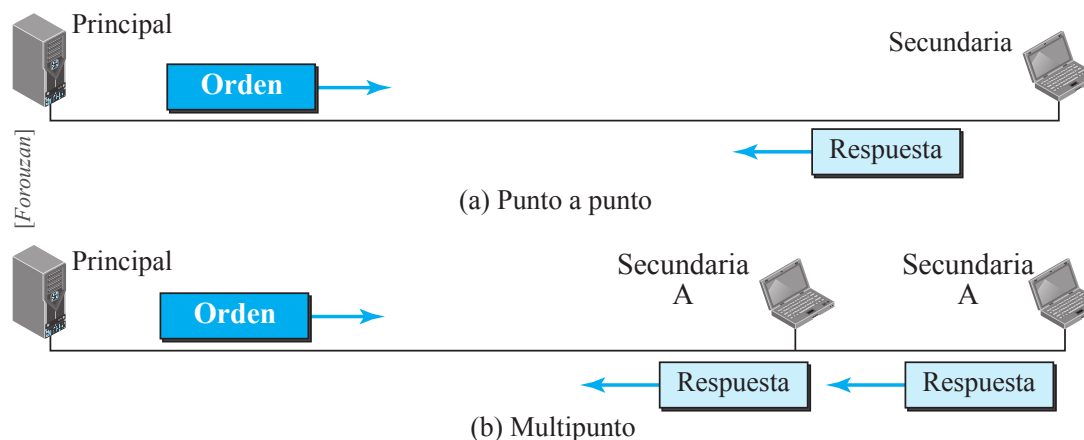 Principal
Secundaria
Orden
Respuesta
(a) Punto a punto
[Forouzan]
Principal
Secundaria
A
Secundaria
A
Orden
Respuesta
Respuesta
(b) Multipunto